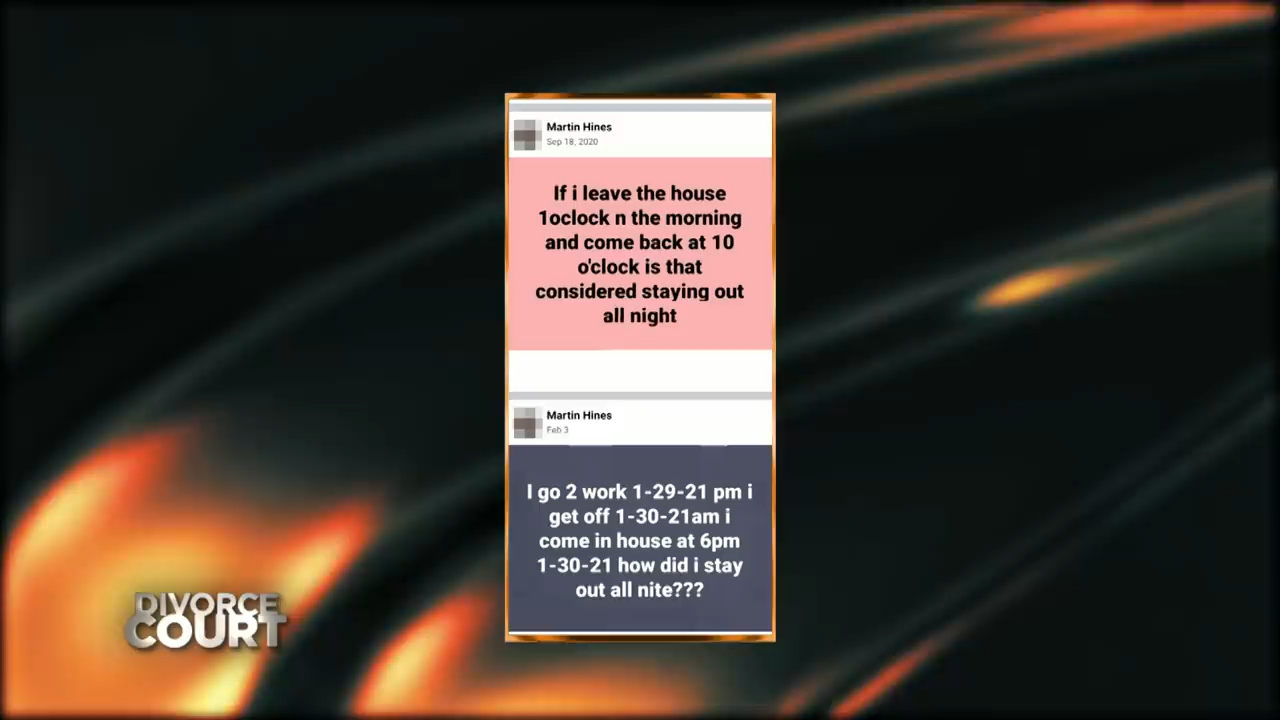 Martin Hines
Sep 18, 2020
If i leave the house
1oclock n the morning
and come back at 10
o'clock is that
considered staying out
all night
Martin Hines
Feb 3
I go 2 work 1-29-21 pm i
get off 1-30-21am i
come in house at 6pm
1-30-21 how did i stay
out all nite???
DIVORCE
COURT